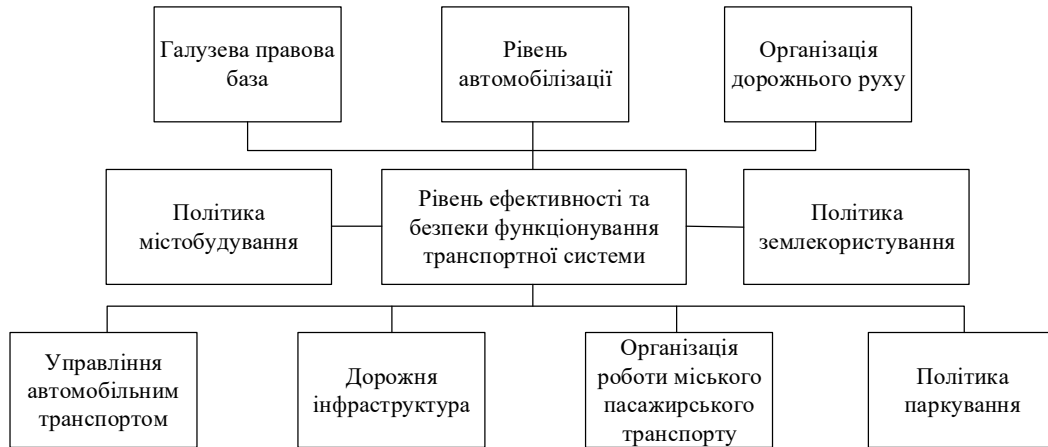 Галузева правова
база
Рівень
автомобілізації
Організація
дорожнього руху
Політика
містобудування
Рівень ефективності та
безпеки функціонування
транспортної системи
Політика
землекористування
Управління
автомобільним
транспортом
Дорожня
інфраструктура
Організація
роботи міського
пасажирського
транспорту
Політика
паркування